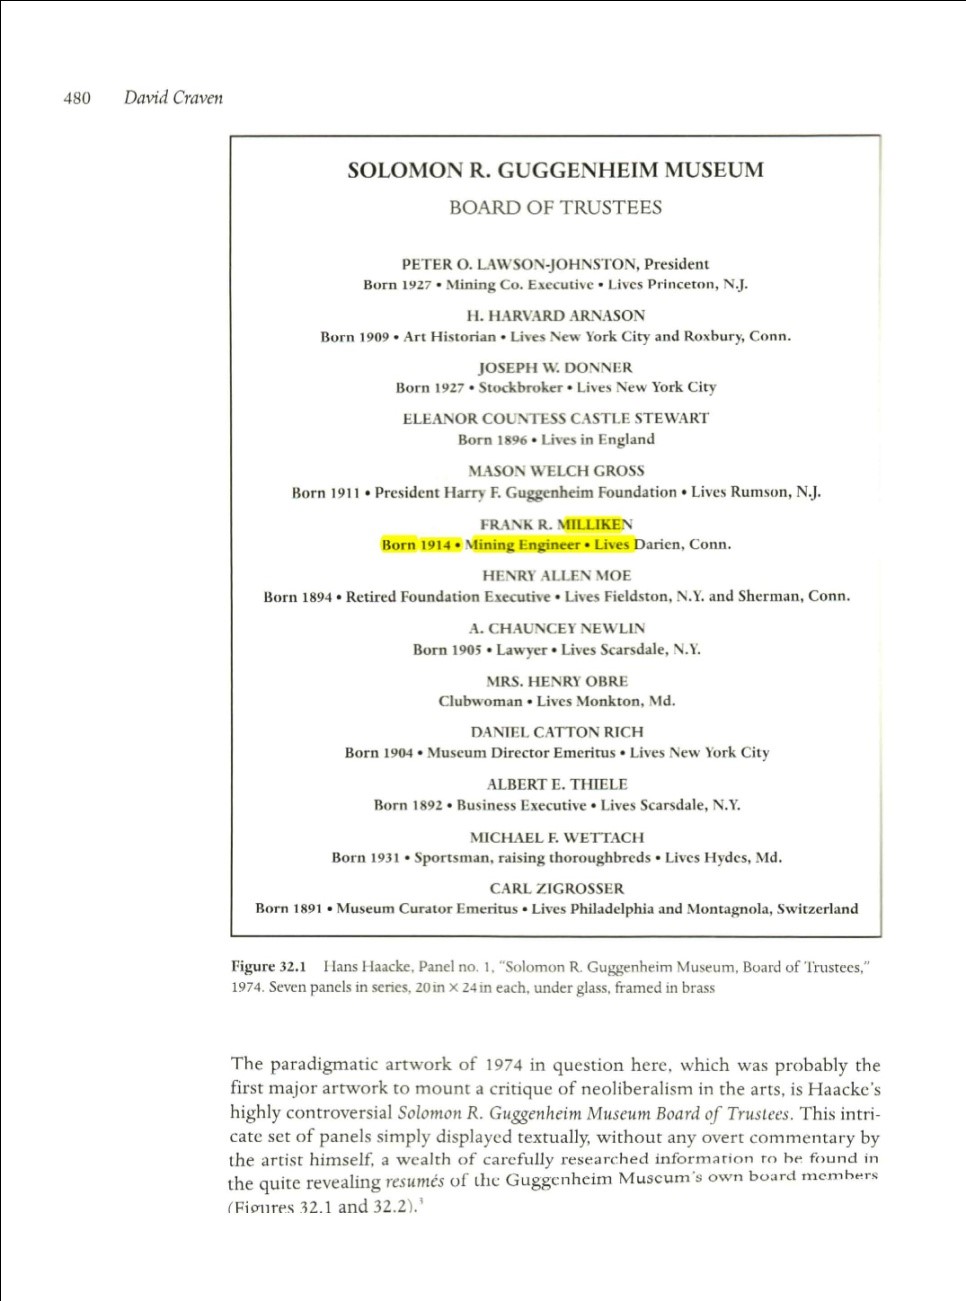 480 David Craven
SOLOMON R. GUGGENHEIM MUSEUM
BOARD OF TRUSTEES
PETER O. LAWSON-JOHNSTON, President
Born 1927 • Mining Co. Executive • Lives Princeton, N.J.
H. HARVARD ARNASON
Born 1909 • Art Historian • Lives New York City and Roxbury, Conn.
JOSEPH W. DONNER
Born 1927 • Stockbroker • Lives New York City
ELEANOR COUNTESS CASTLE STEWART
Born 1896 • Lives in England
MASON WELCH GROSS
Born 1911 • President Harry F. Guggenheim Foundation • Lives Rumson, N.J.
FRANK R. MILLIKEN
Born 1914 • Mining Engineer • Lives Darien, Conn.
HENRY ALLEN MOE
Born 1894 • Retired Foundation Executive • Lives Fieldston, N.Y. and Sherman, Conn.
A. CHAUNCEY NEWLIN
Born 1905 • Lawyer • Lives Scarsdale, N.Y.
MRS. HENRY OBRE
Clubwoman • Lives Monkton, Md.
DANIEL CATTON RICH
Born 1904 • Museum Director Emeritus • Lives New York City
ALBERT E. THIELE
Born 1892 • Business Executive • Lives Scarsdale, N.Y.
MICHAEL F. WETTACH
Born 1931 • Sportsman, raising thoroughbreds • Lives Hydes, Md.
CARL ZIGROSSER
Born 1891 • Museum Curator Emeritus • Lives Philadelphia and Montagnola, Switzerland
Figure 32.1 Hans Haacke, Panel no. 1, "Solomon R. Guggenheim Museum, Board of Trustees,"
1974. Seven panels in series, 20 in × 24 in each, under glass, framed in brass
The paradigmatic artwork of 1974 in question here, which was probably the
first major artwork to mount a critique of neoliberalism in the arts, is Haacke's
highly controversial Solomon R. Guggenheim Museum Board of Trustees. This intri-
cate set of panels simply displayed textually, without any overt commentary by
the artist himself, a wealth of carefully researched information to be found in
the quite revealing resumés of the Guggenheim Museum's own board members
(Figures 32.1 and 32.2).³